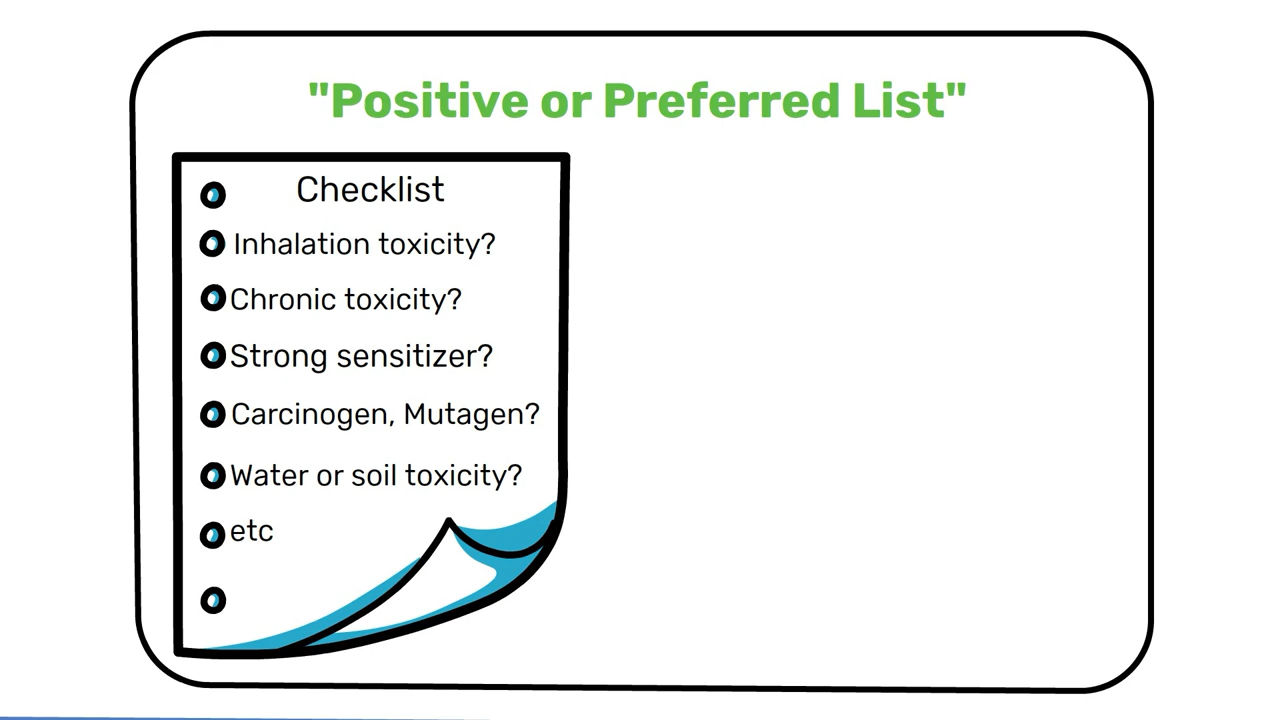 "Positive or Preferred List"
Checklist
Inhalation toxicity?
Chronic toxicity?
Strong sensitizer?
Carcinogen, Mutagen?
Water or soil toxicity?
etc